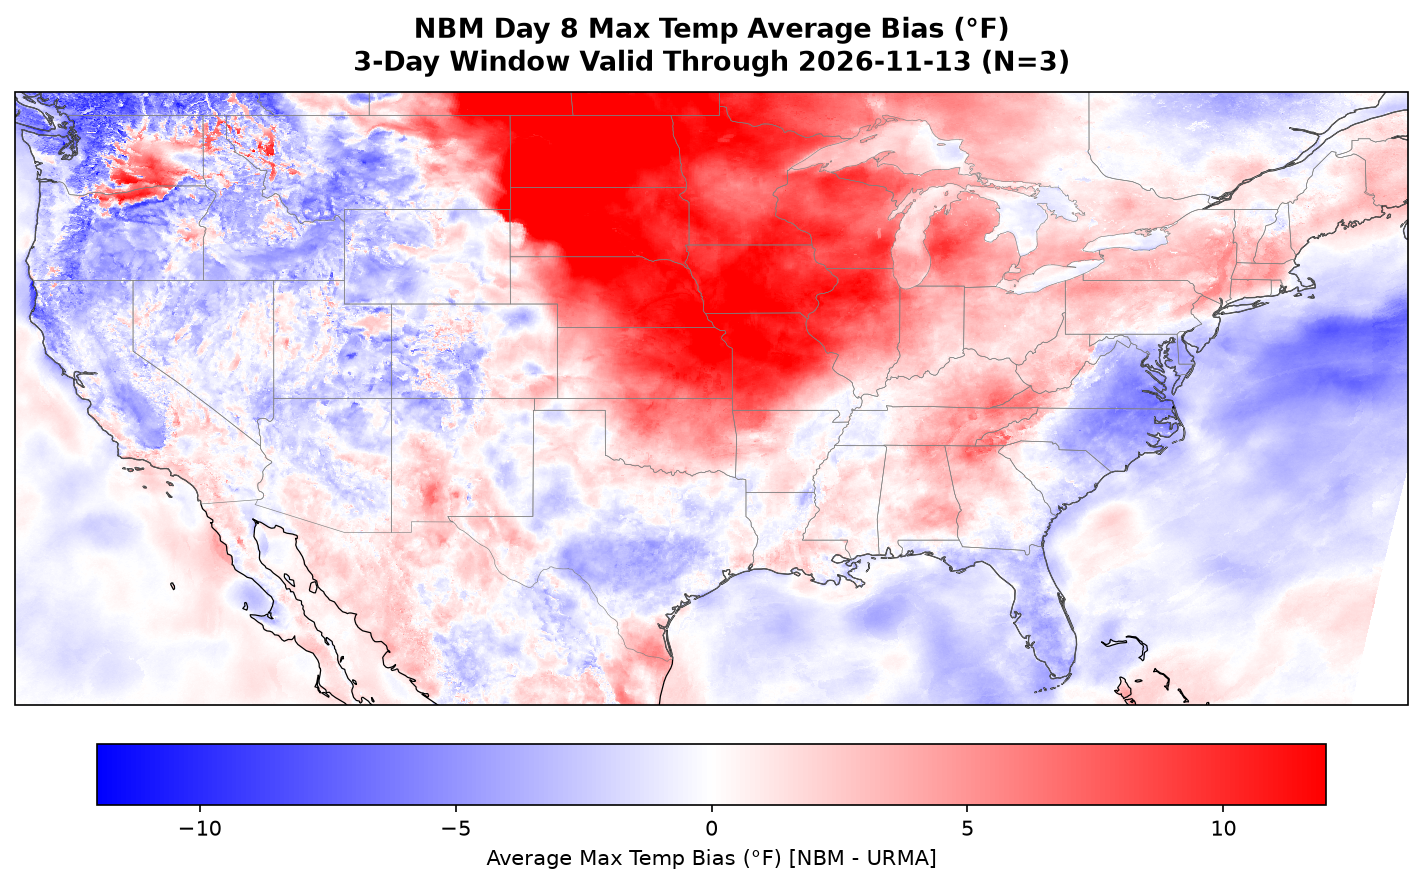 NBM Day 8 Max Temp Average Bias (°F)
3-Day Window Valid Through 2026-11-13 (N=3)
−10 −5 0 5 10
Average Max Temp Bias (°F) [NBM - URMA]